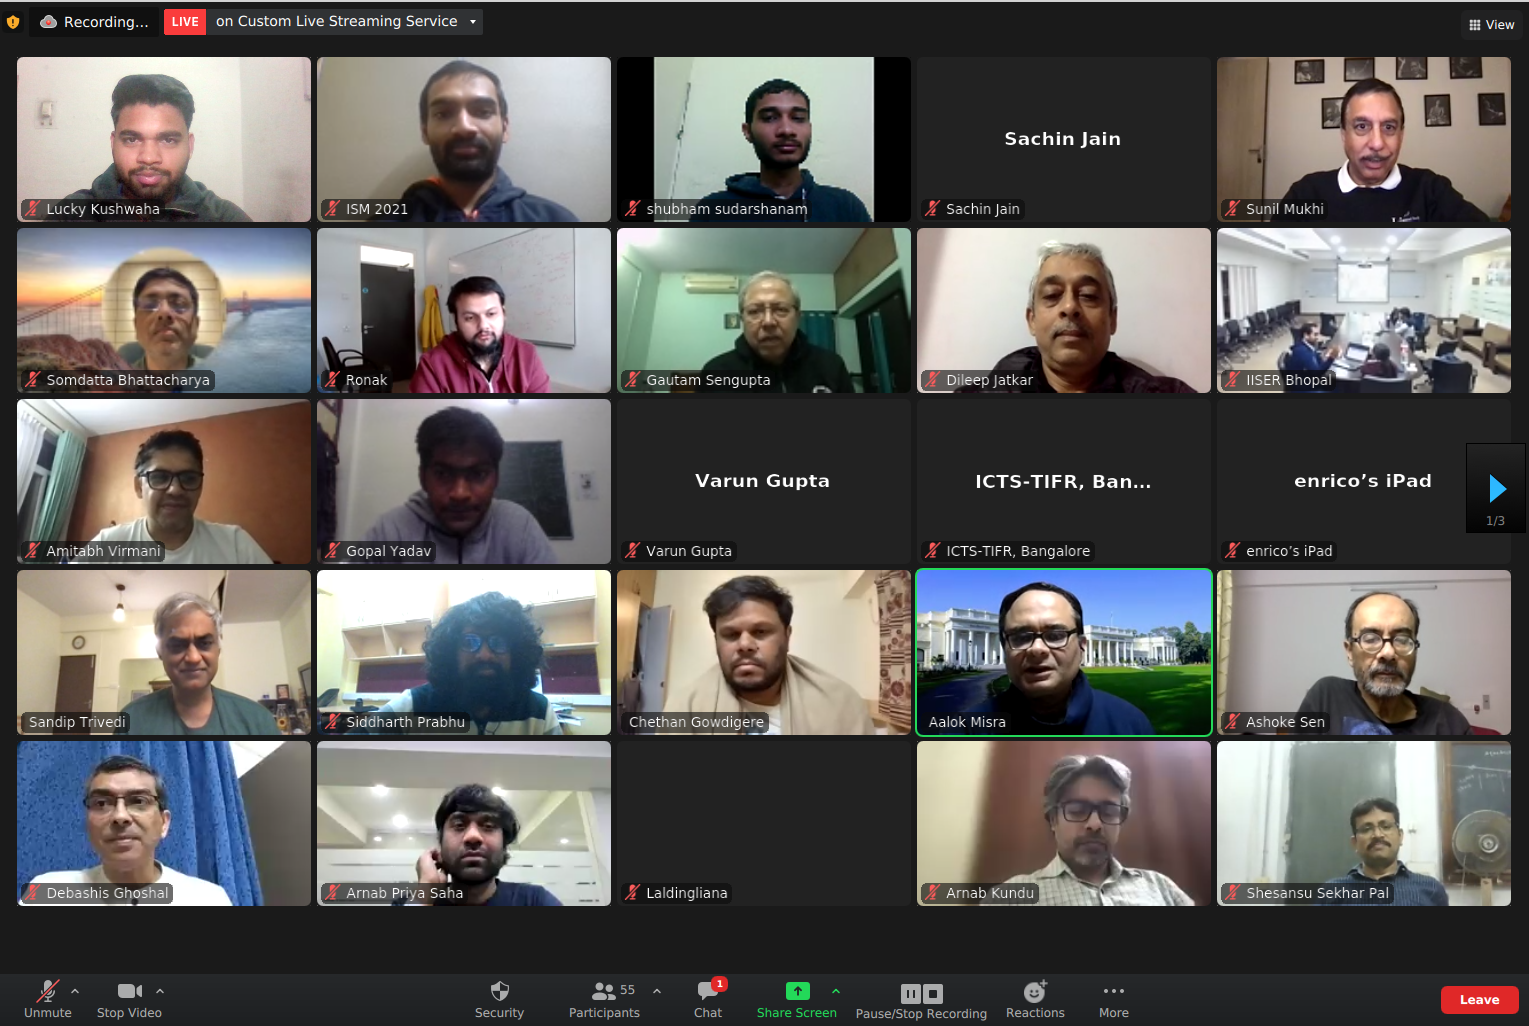 Recording...
LIVE on Custom Live Streaming Service
View
Lucky Kushwaha
ISM 2021
shubham sudarshanam
Sachin Jain
Sachin Jain
Sunil Mukhi
Somdatta Bhattacharya
Ronak
Gautam Sengupta
Dileep Jatkar
IISER Bhopal
Amitabh Virmani
Gopal Yadav
Varun Gupta
Varun Gupta
ICTS-TIFR, Ban...
ICTS-TIFR, Bangalore
enrico’s iPad
enrico’s iPad
1/3
Sandip Trivedi
Siddharth Prabhu
Chethan Gowdigere
Aalok Misra
Ashoke Sen
Debashis Ghoshal
Arnab Priya Saha
Laldingliana
Arnab Kundu
Shesansu Sekhar Pal
Unmute
Stop Video
Security
55
Participants
1
Chat
Share Screen
Pause/Stop Recording
Reactions
More
Leave